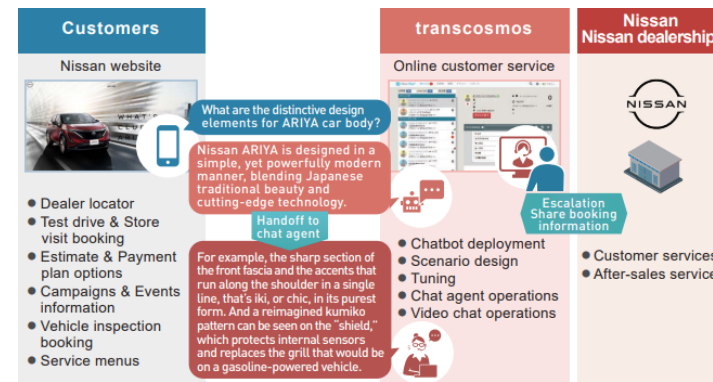 Customers
Nissan website
WHAT'S
What are the distinctive design
elements for ARIYA car body?
Nissan ARIYA is designed in a
simple, yet powerfully modern
manner, blending Japanese
traditional beauty and
cutting-edge technology.
Handoff to
chat agent
For example, the sharp section of
the front fascia and the accents that
run along the shoulder in a single
line, that's iki, or chic, in its purest
form. And a reimagined kumiko
pattern can be seen on the "shield,"
which protects internal sensors
and replaces the grill that would be
on a gasoline-powered vehicle.
● Dealer locator
● Test drive & Store
visit booking
● Estimate & Payment
plan options
● Campaigns & Events
information
● Vehicle inspection
booking
● Service menus
transcosmos
Online customer service
● Chatbot deployment
● Scenario design
● Tuning
● Chat agent operations
● Video chat operations
Escalation
Share booking
information
Nissan
Nissan dealership
NISSAN
● Customer services
● After-sales service